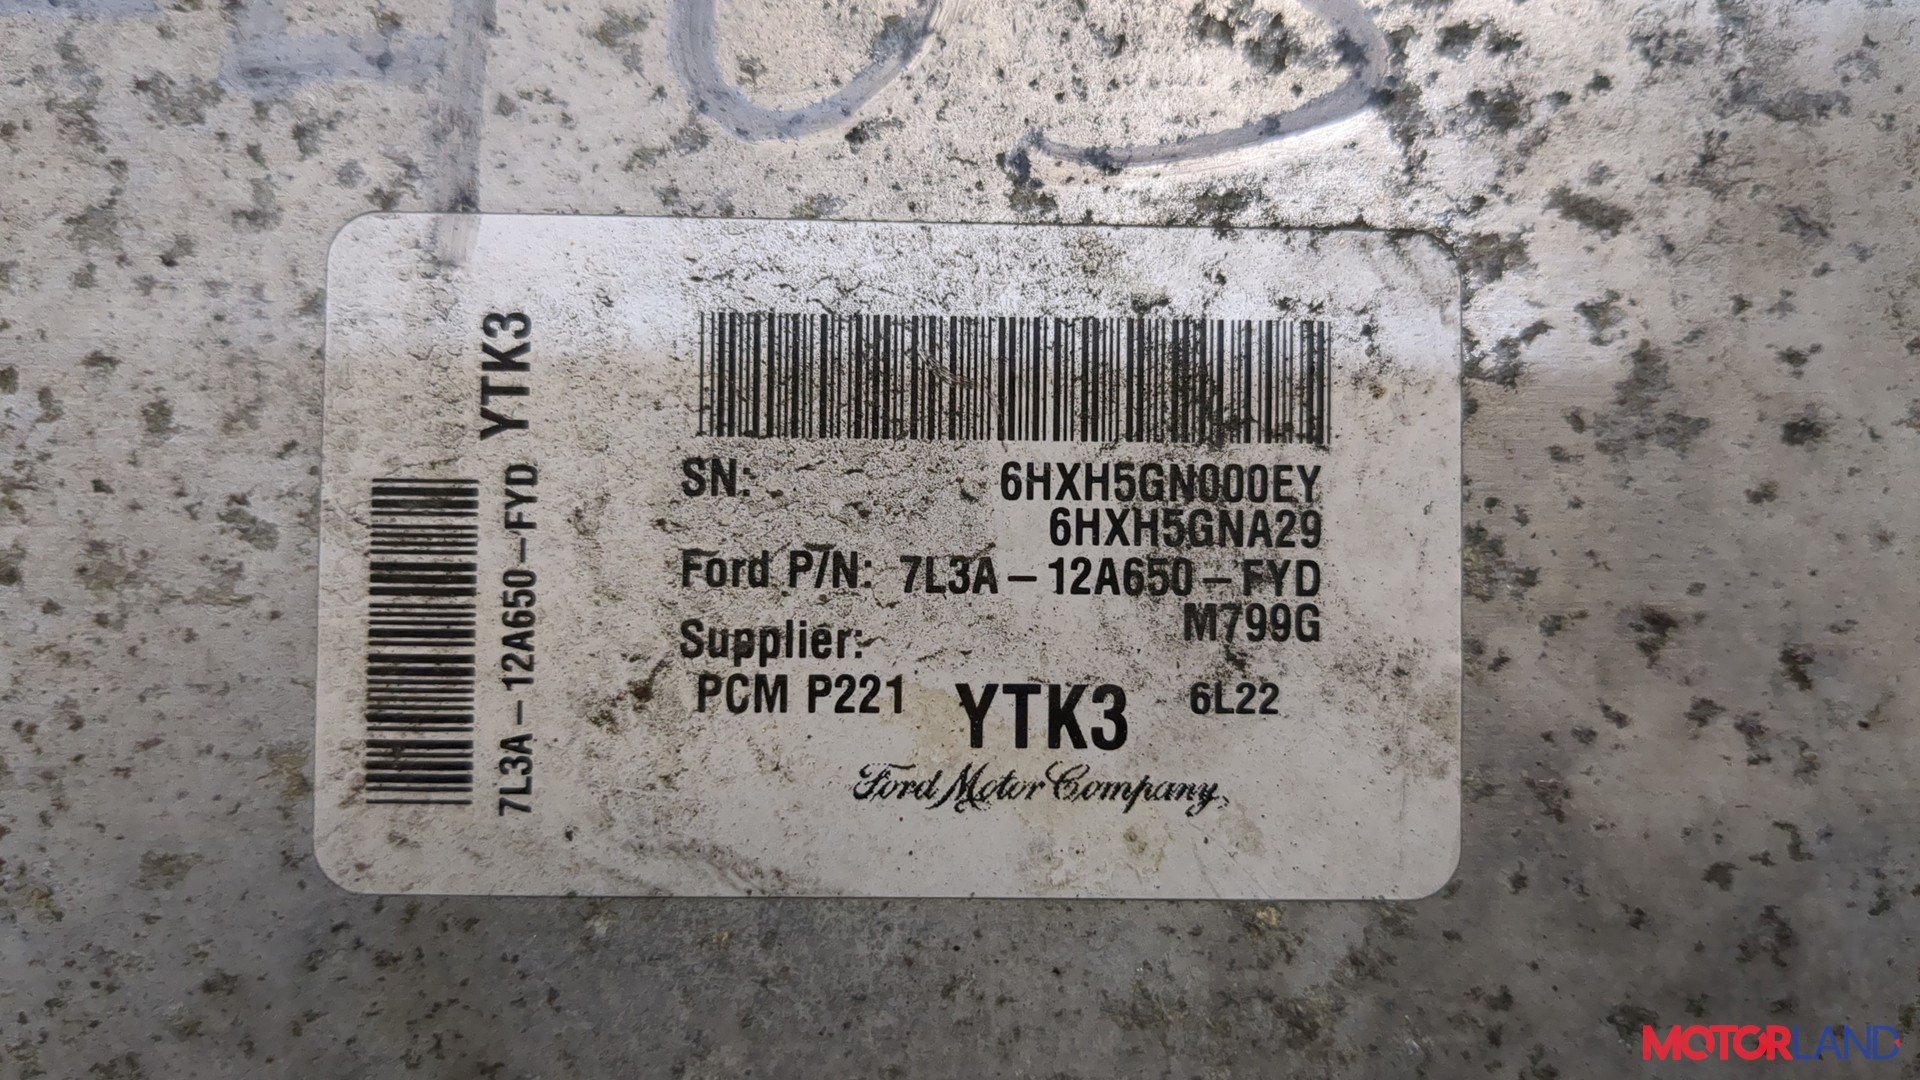 7L3A-12A650-FYD YTK3
SN: 6HXH5GN000EY
6HXH5GNA29
Ford P/N: 7L3A-12A650-FYD
M799G
Supplier:
PCM P221 YTK3 6L22
Ford Motor Company,
MOTORLAND